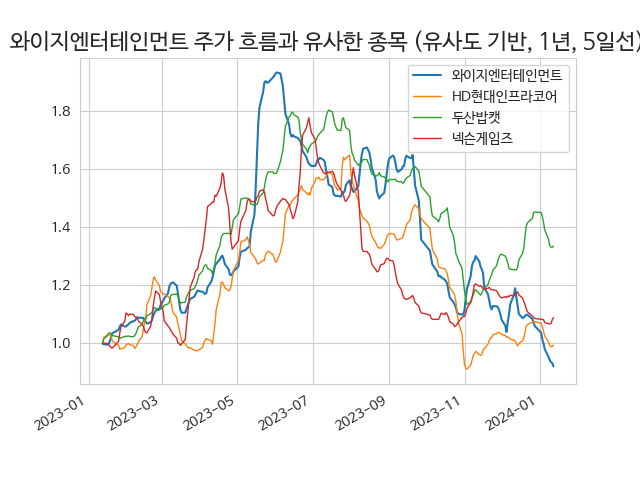 와이지엔터테인먼트 주가 흐름과 유사한 종목 (유사도 기반, 1년, 5일선)
와이지엔터테인먼트
HD현대인프라코어
두산밥캣
넥슨게임즈
1.8
1.6
1.4
1.2
1.0
2023-01
2023-03
2023-05
2023-07
2023-09
2023-11
2024-01